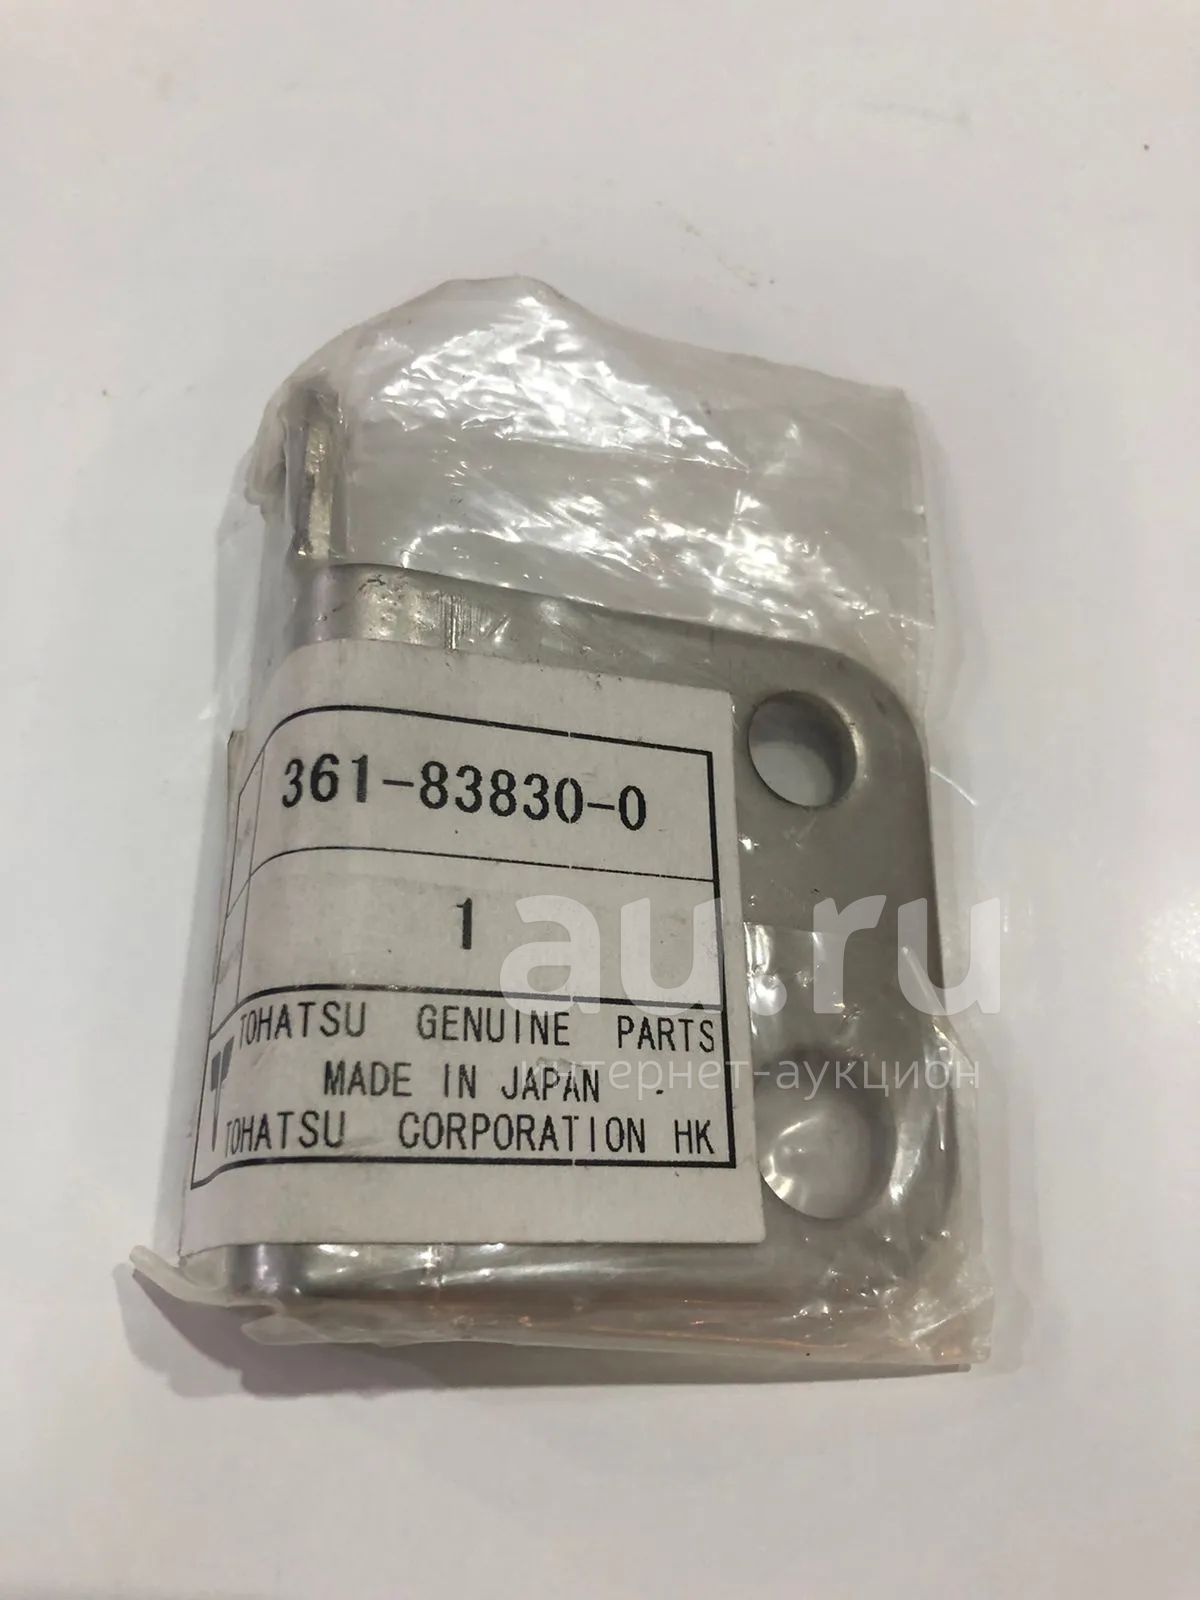 361-83830-0
1
TOHATSU GENUINE PARTS
MADE IN JAPAN
TOHATSU CORPORATION HK
au.ru
интернет-аукцион